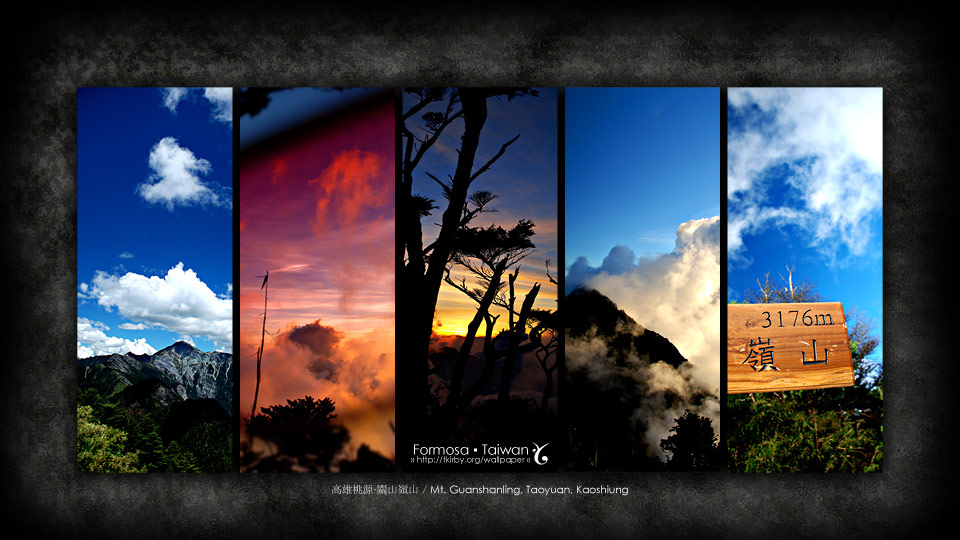 3176m
嶺山
Formosa • Taiwan
» http://tkirby.org/wallpaper «
高雄桃源‧關山嶺山 / Mt. Guanshanling, Taoyuan, Kaoshiung